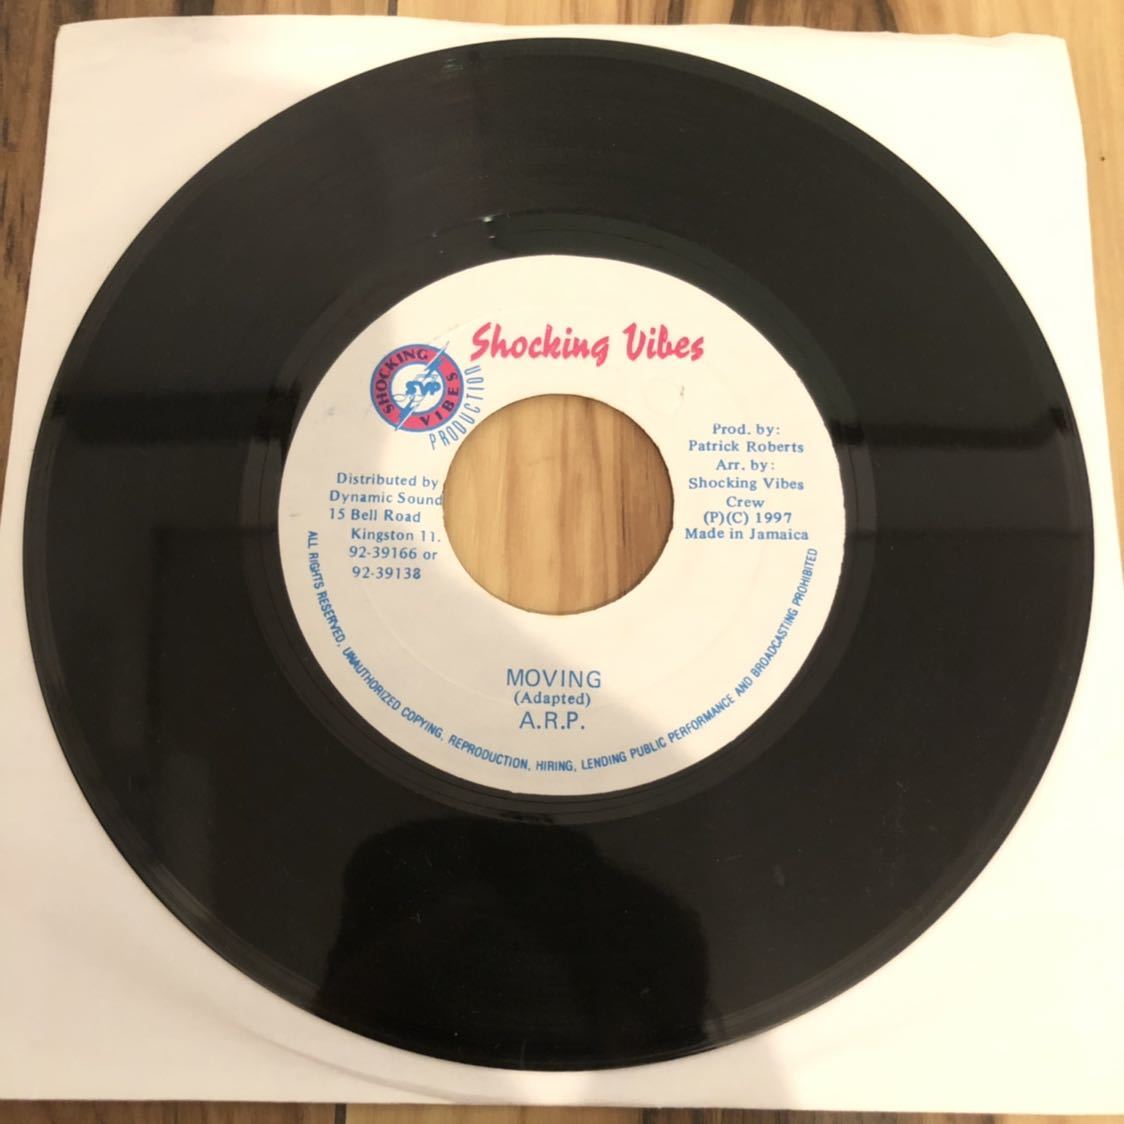 Shocking Vibes
SHOCKING VIBES
SVP
PRODUCTION
Distributed by
Dynamic Sound
15 Bell Road
Kingston 11.
92-39166 or
92-39138
Prod. by:
Patrick Roberts
Arr. by:
Shocking Vibes
Crew
(P)(C) 1997
Made in Jamaica
MOVING
(Adapted)
A.R.P.
ALL RIGHTS RESERVED, UNAUTHORIZED COPYING, REPRODUCTION, HIRING, LENDING PUBLIC PERFORMANCE AND BROADCASTING PROHIBITED